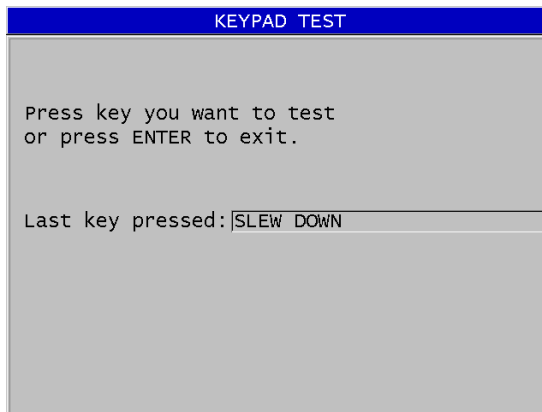 KEYPAD TEST
Press key you want to test
or press ENTER to exit.
Last key pressed: SLEW DOWN